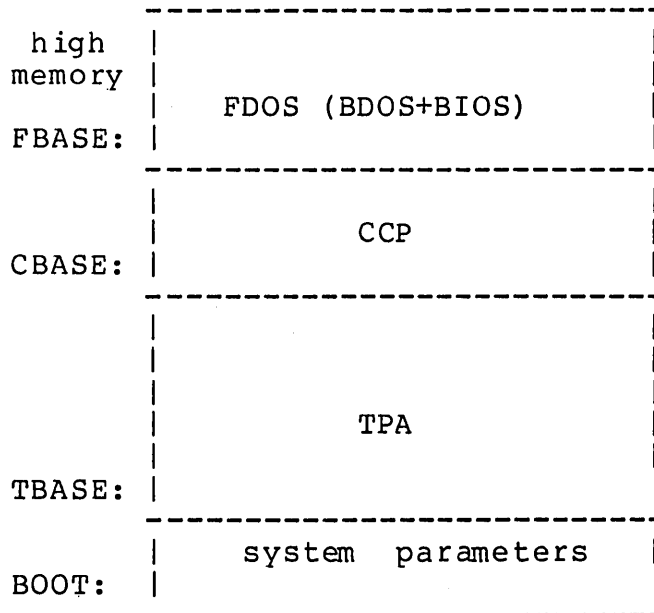 high
memory
FDOS (BDOS+BIOS)
FBASE:
CCP
CBASE:
TPA
TBASE:
system parameters
BOOT: